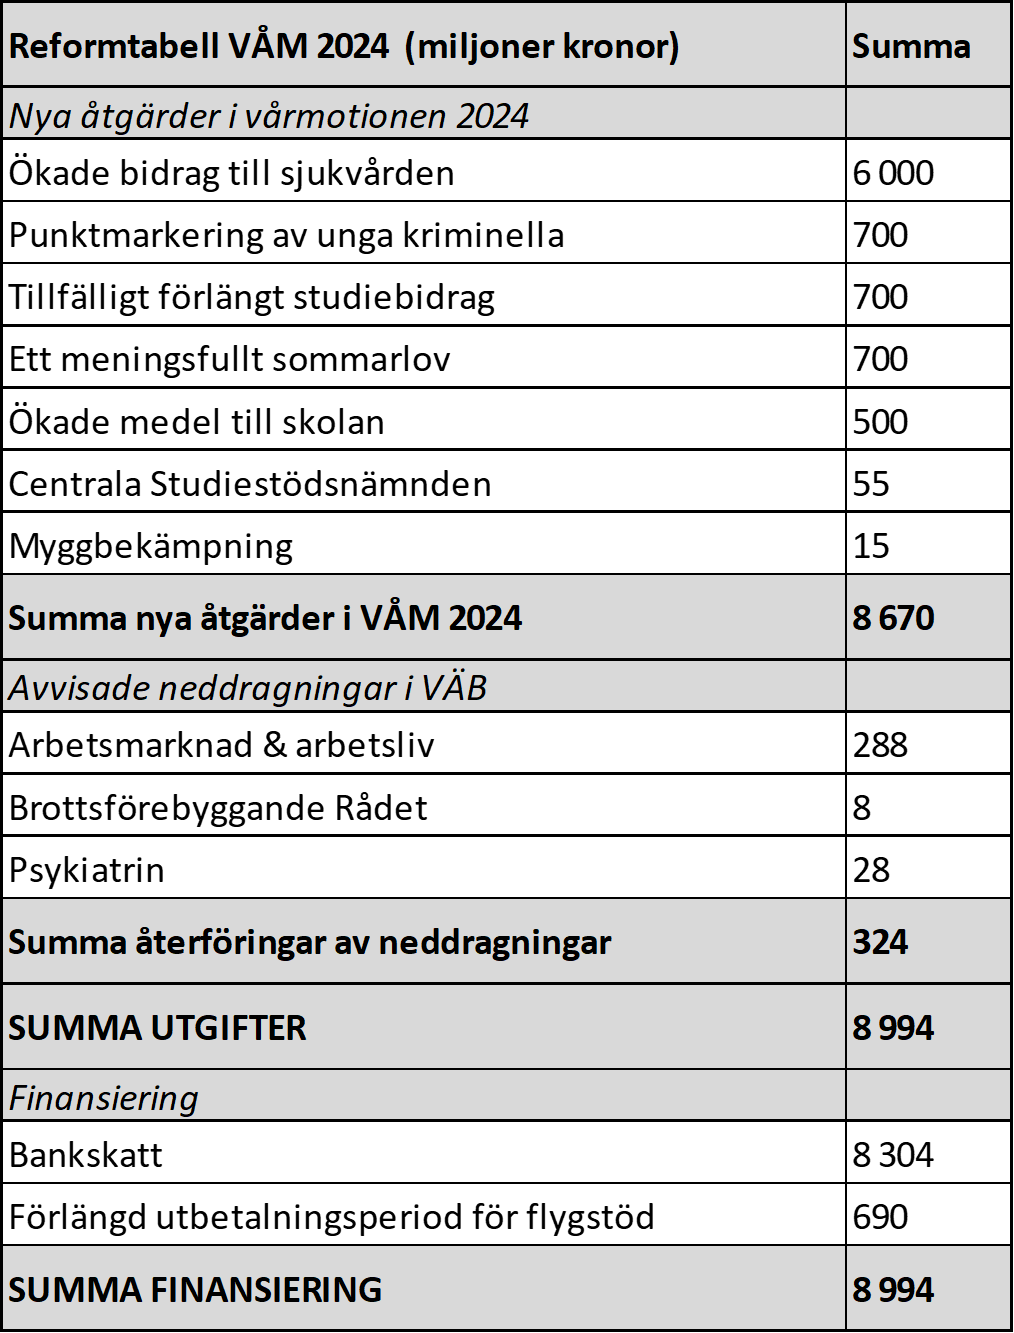 Reformtabell VÅM 2024 (miljoner kronor) Summa
Nya åtgärder i vårmotionen 2024
Ökade bidrag till sjukvården 6 000
Punktmarkering av unga kriminella 700
Tillfälligt förlängt studiebidrag 700
Ett meningsfullt sommarlov 700
Ökade medel till skolan 500
Centrala Studiestödsnämnden 55
Myggbekämpning 15
Summa nya åtgärder i VÅM 2024 8 670
Avvisade neddragningar i VÄB
Arbetsmarknad & arbetsliv 288
Brottsförebyggande Rådet 8
Psykiatrin 28
Summa återföringar av neddragningar 324
SUMMA UTGIFTER 8 994
Finansiering
Bankskatt 8 304
Förlängd utbetalningsperiod för flygstöd 690
SUMMA FINANSIERING 8 994